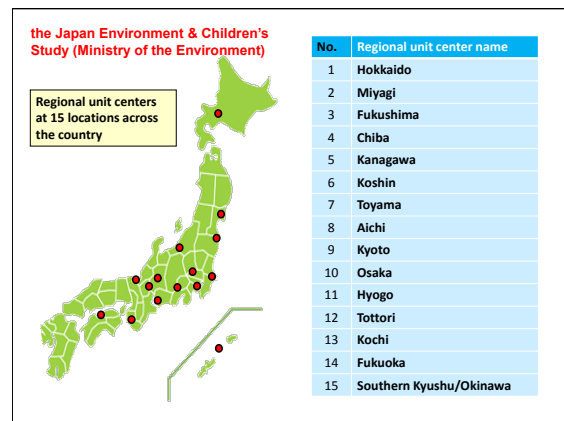 the Japan Environment & Children's
Study (Ministry of the Environment)
Regional unit centers
at 15 locations across
the country
No. Regional unit center name
1 Hokkaido
2 Miyagi
3 Fukushima
4 Chiba
5 Kanagawa
6 Koshin
7 Toyama
8 Aichi
9 Kyoto
10 Osaka
11 Hyogo
12 Tottori
13 Kochi
14 Fukuoka
15 Southern Kyushu/Okinawa